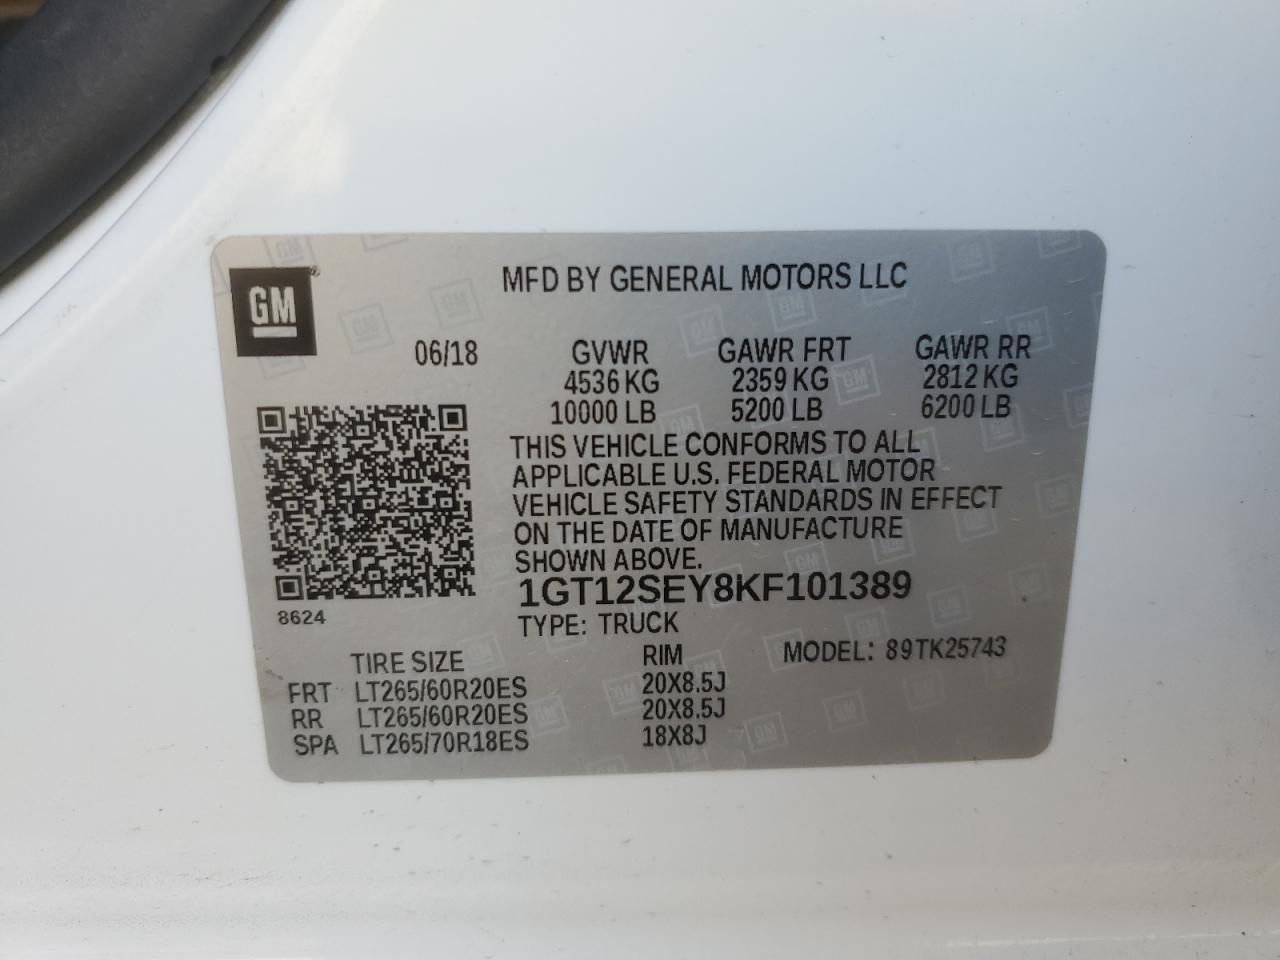 GM
MFD BY GENERAL MOTORS LLC
06/18 GVWR GAWR FRT GAWR RR
4536 KG 2359 KG 2812 KG
10000 LB 5200 LB 6200 LB
THIS VEHICLE CONFORMS TO ALL
APPLICABLE U.S. FEDERAL MOTOR
VEHICLE SAFETY STANDARDS IN EFFECT
ON THE DATE OF MANUFACTURE
SHOWN ABOVE.
1GT12SEY8KF101389
8624
TYPE: TRUCK
TIRE SIZE RIM MODEL: 89TK25743
FRT LT265/60R20ES 20X8.5J
RR LT265/60R20ES 20X8.5J
SPA LT265/70R18ES 18X8J